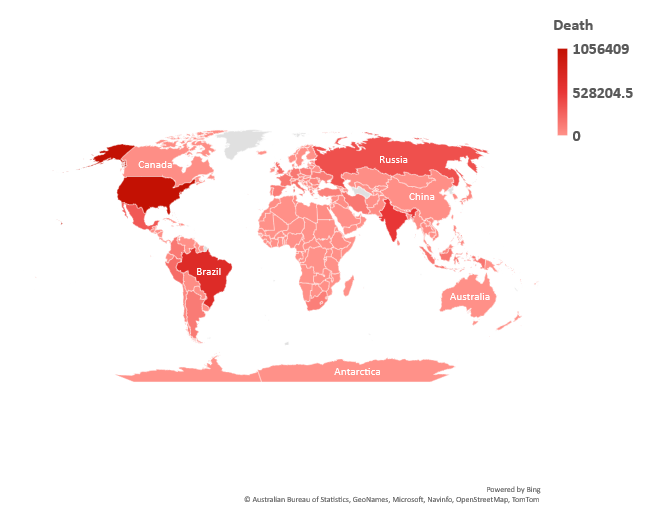 Death
1056409
528204.5
0
Canada
Russia
China
Brazil
Australia
Antarctica
Powered by Bing
© Australian Bureau of Statistics, GeoNames, Microsoft, Navinfo, OpenStreetMap, TomTom